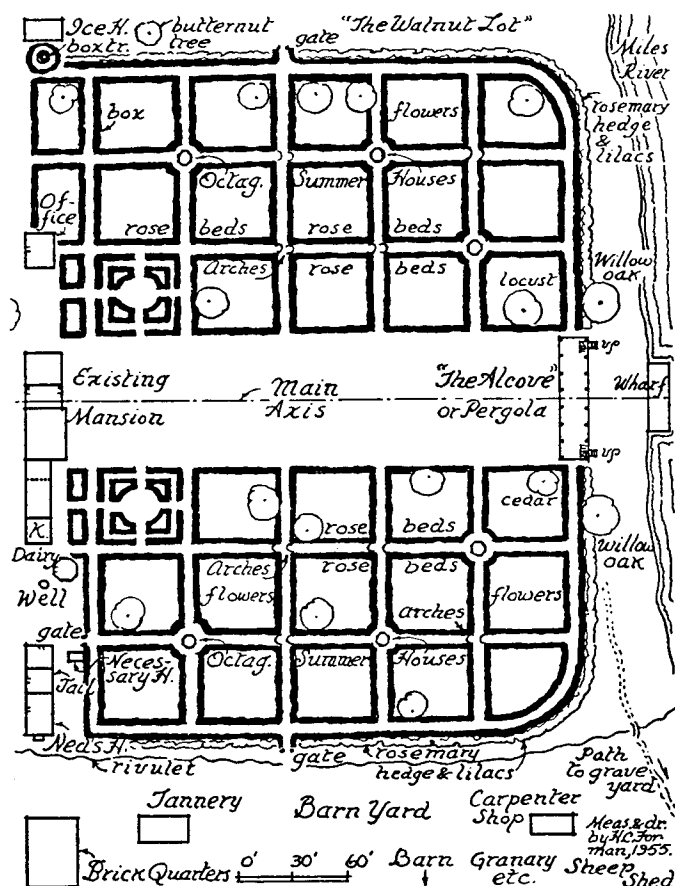 Ice H.
box tr.
butternut
tree
gate
"The Walnut Lot"
Miles
River
rosemary
hedge
&
lilacs
box
flowers
Octag.
Summer
Houses
Of-
fice
rose
beds
rose
beds
Arches
rose
beds
locust
Willow
oak
Existing
Mansion
Main
Axis
"The Alcove"
or Pergola
up
Wharf
up
K
cedar
rose
beds
Willow
oak
Dairy
Well
Arches
rose
beds
flowers
flowers
arches
gate
Neces-
sary H.
Octag.
Summer
Houses
Jail
Ned's H.
rivulet
gate
rosemary
hedge & lilacs
Path
to grave
yard
Tannery
Barn Yard
Carpenter
Shop
Meas. & dr.
by H.C. For-
man, 1955.
Brick Quarters
0' 30' 60'
Barn
Granary
etc.
Sheep
Shed